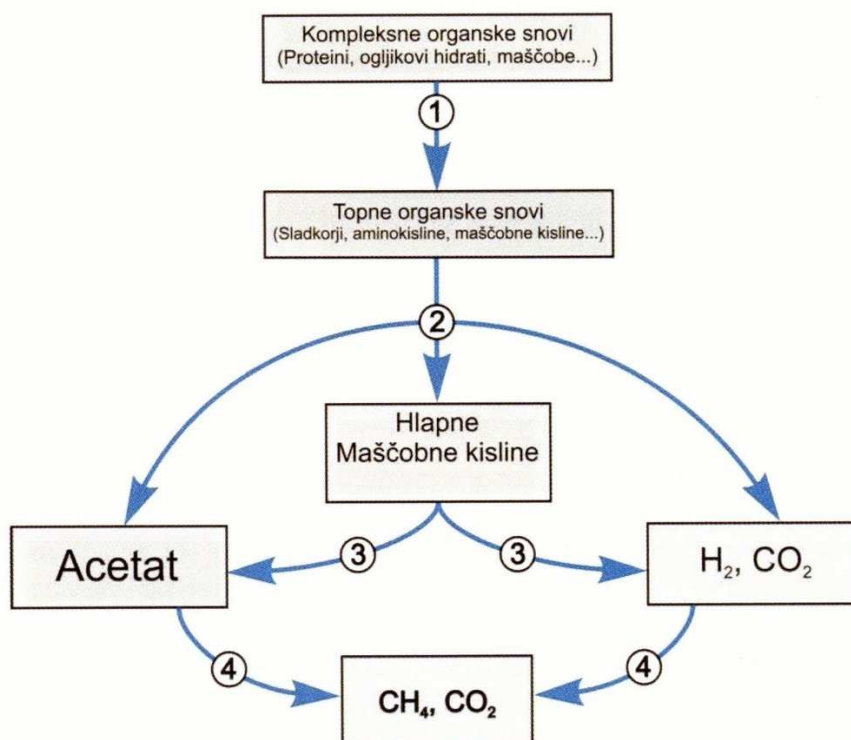 Kompleksne organske snovi
(Proteini, ogljikovi hidrati, maščobe...)
1
Topne organske snovi
(Sladkorji, aminokisline, maščobne kisline...)
2
Hlapne
Maščobne kisline
3
3
Acetat
H₂, CO₂
4
4
CH₄, CO₂